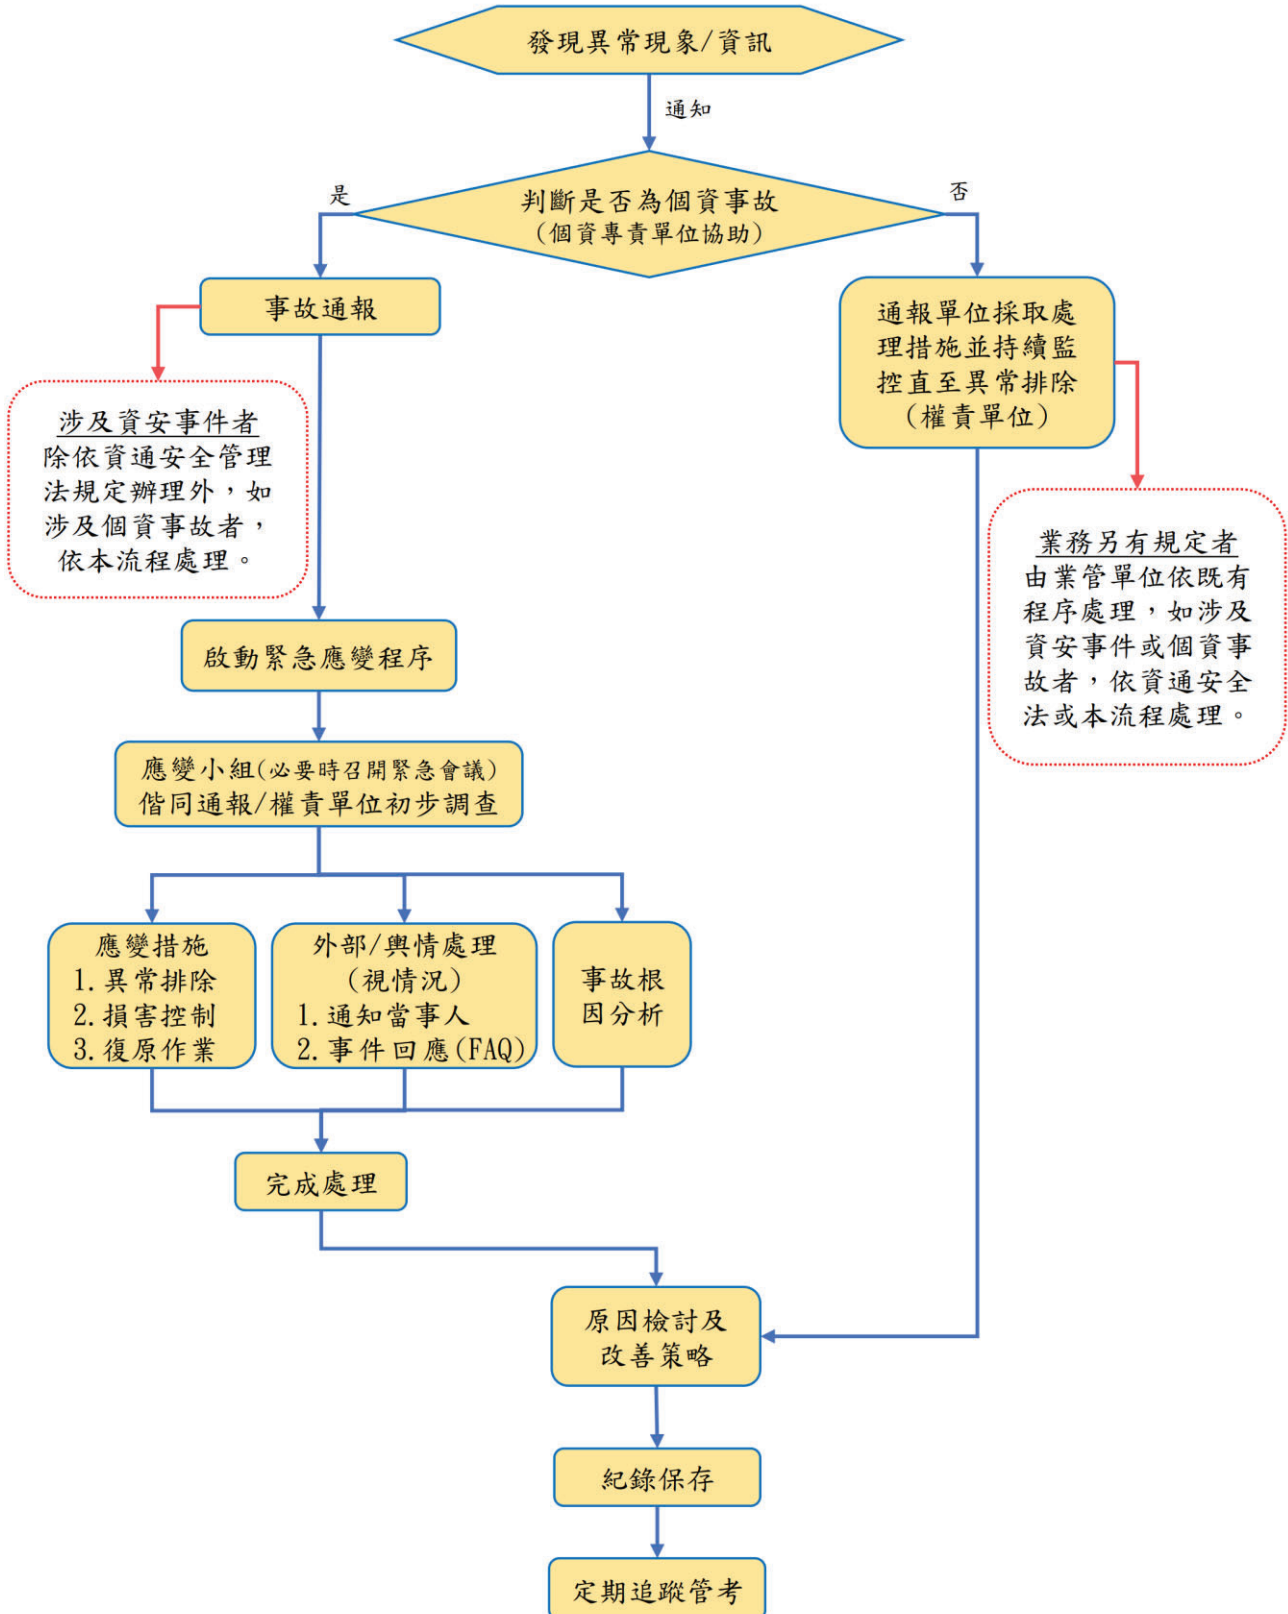 發現異常現象/資訊
通知
是
否
判斷是否為個資事故
(個資專責單位協助)
事故通報
通報單位採取處
理措施並持續監
控直至異常排除
(權責單位)
涉及資安事件者
除依資通安全管理
法規定辦理外，如
涉及個資事故者，
依本流程處理。
業務另有規定者
由業管單位依既有
程序處理，如涉及
資安事件或個資事
故者，依資通安全
法或本流程處理。
啟動緊急應變程序
應變小組(必要時召開緊急會議)
偕同通報/權責單位初步調查
應變措施
1.異常排除
2.損害控制
3.復原作業
外部/輿情處理
(視情況)
1.通知當事人
2.事件回應(FAQ)
事故根
因分析
完成處理
原因檢討及
改善策略
紀錄保存
定期追蹤管考